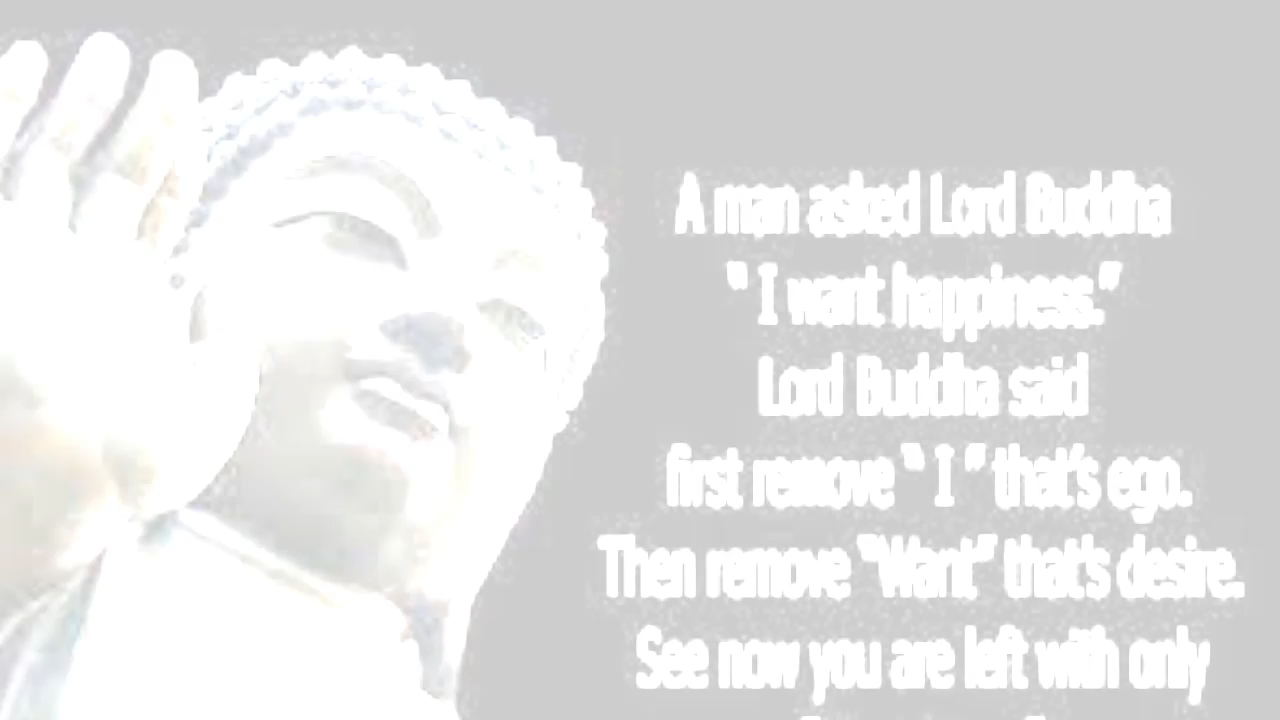 A man asked Lord Buddha
" I want happiness."
Lord Buddha said
first remove " I " that's ego.
Then remove "Want" that's desire.
See now you are left with only